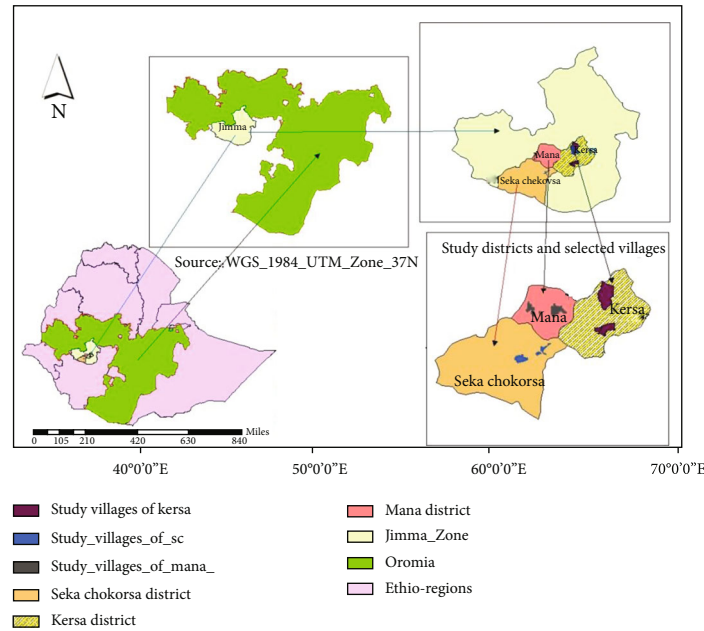 N
Jimma
Mana
Kersa
Seka chekovsa
Source: WGS_1984_UTM_Zone_37N
Study districts and selected villages
Mana
Kersa
Seka chokorsa
Miles
0 105 210 420 630 840
40°0'0"E 50°0'0"E 60°0'0"E 70°0'0"E
Study villages of kersa
Study_villages_of_sc
Study_villages_of_mana_
Seka chokorsa district
Kersa district
Mana district
Jimma_Zone
Oromia
Ethio-regions